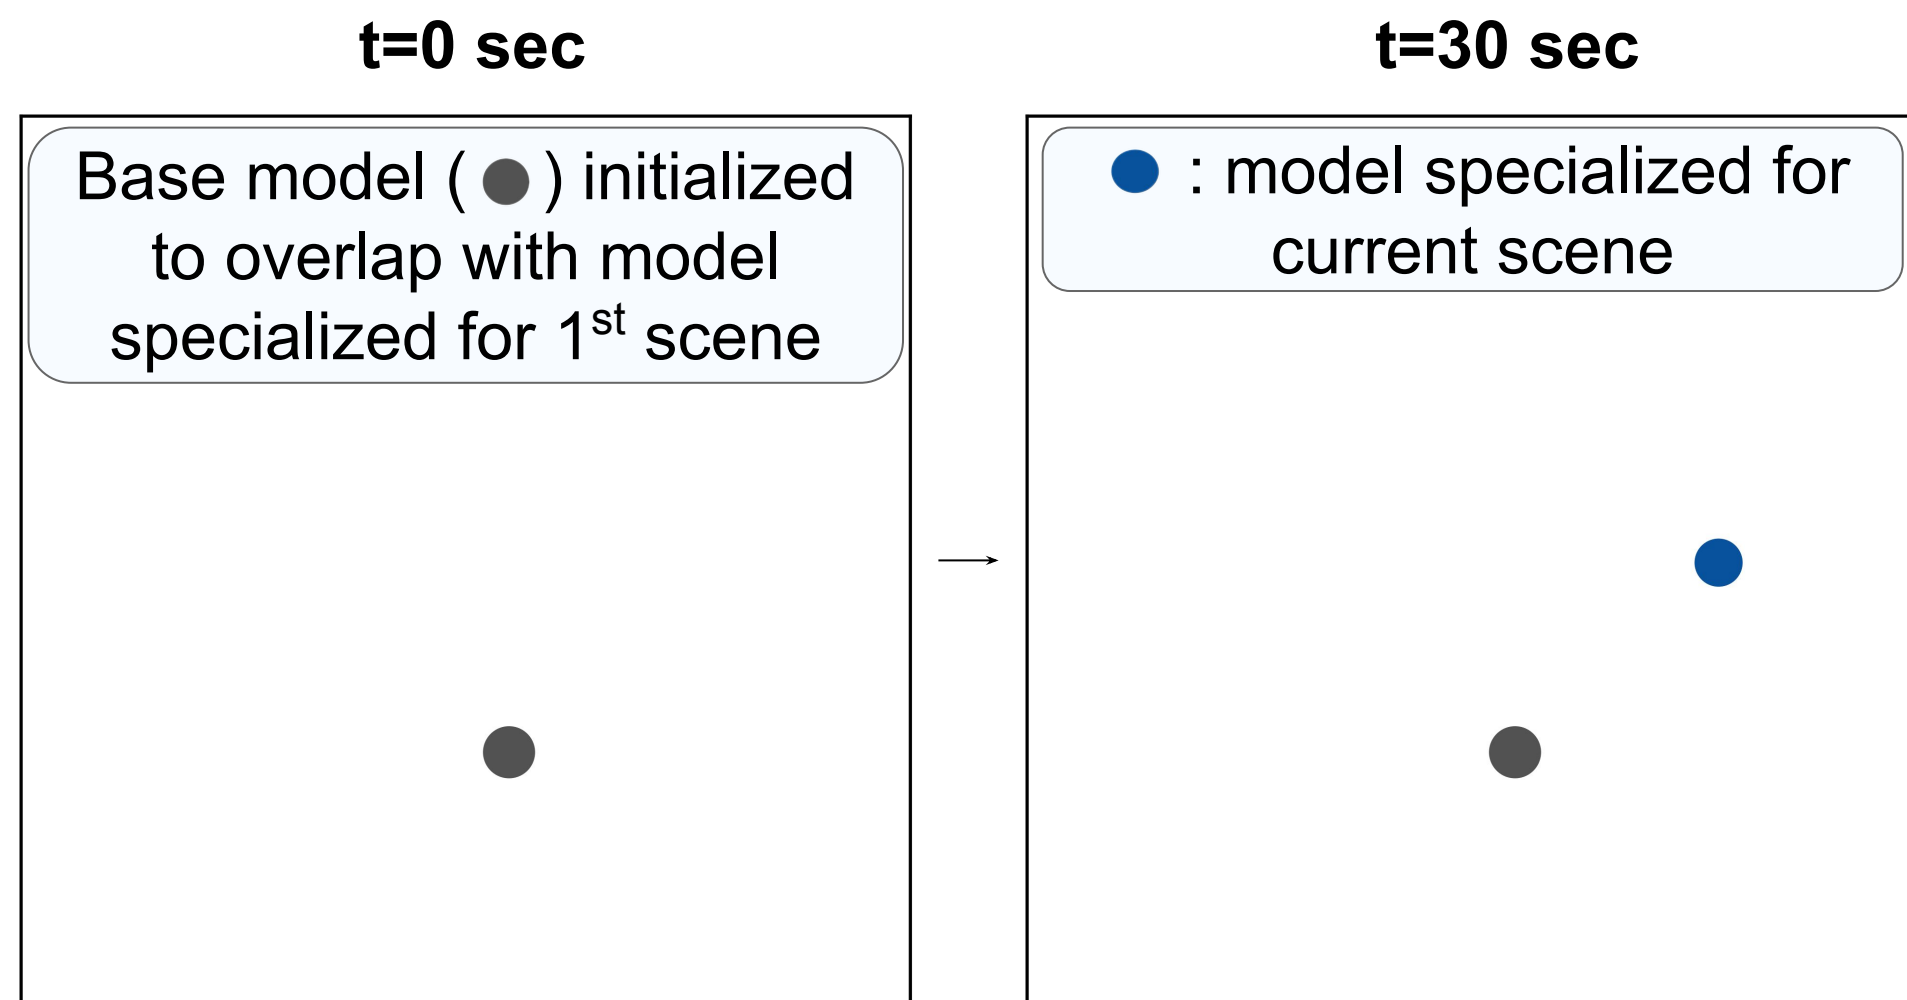 t=0 sec
Base model ( ) initialized
to overlap with model
specialized for 1st scene
t=30 sec
: model specialized for
current scene